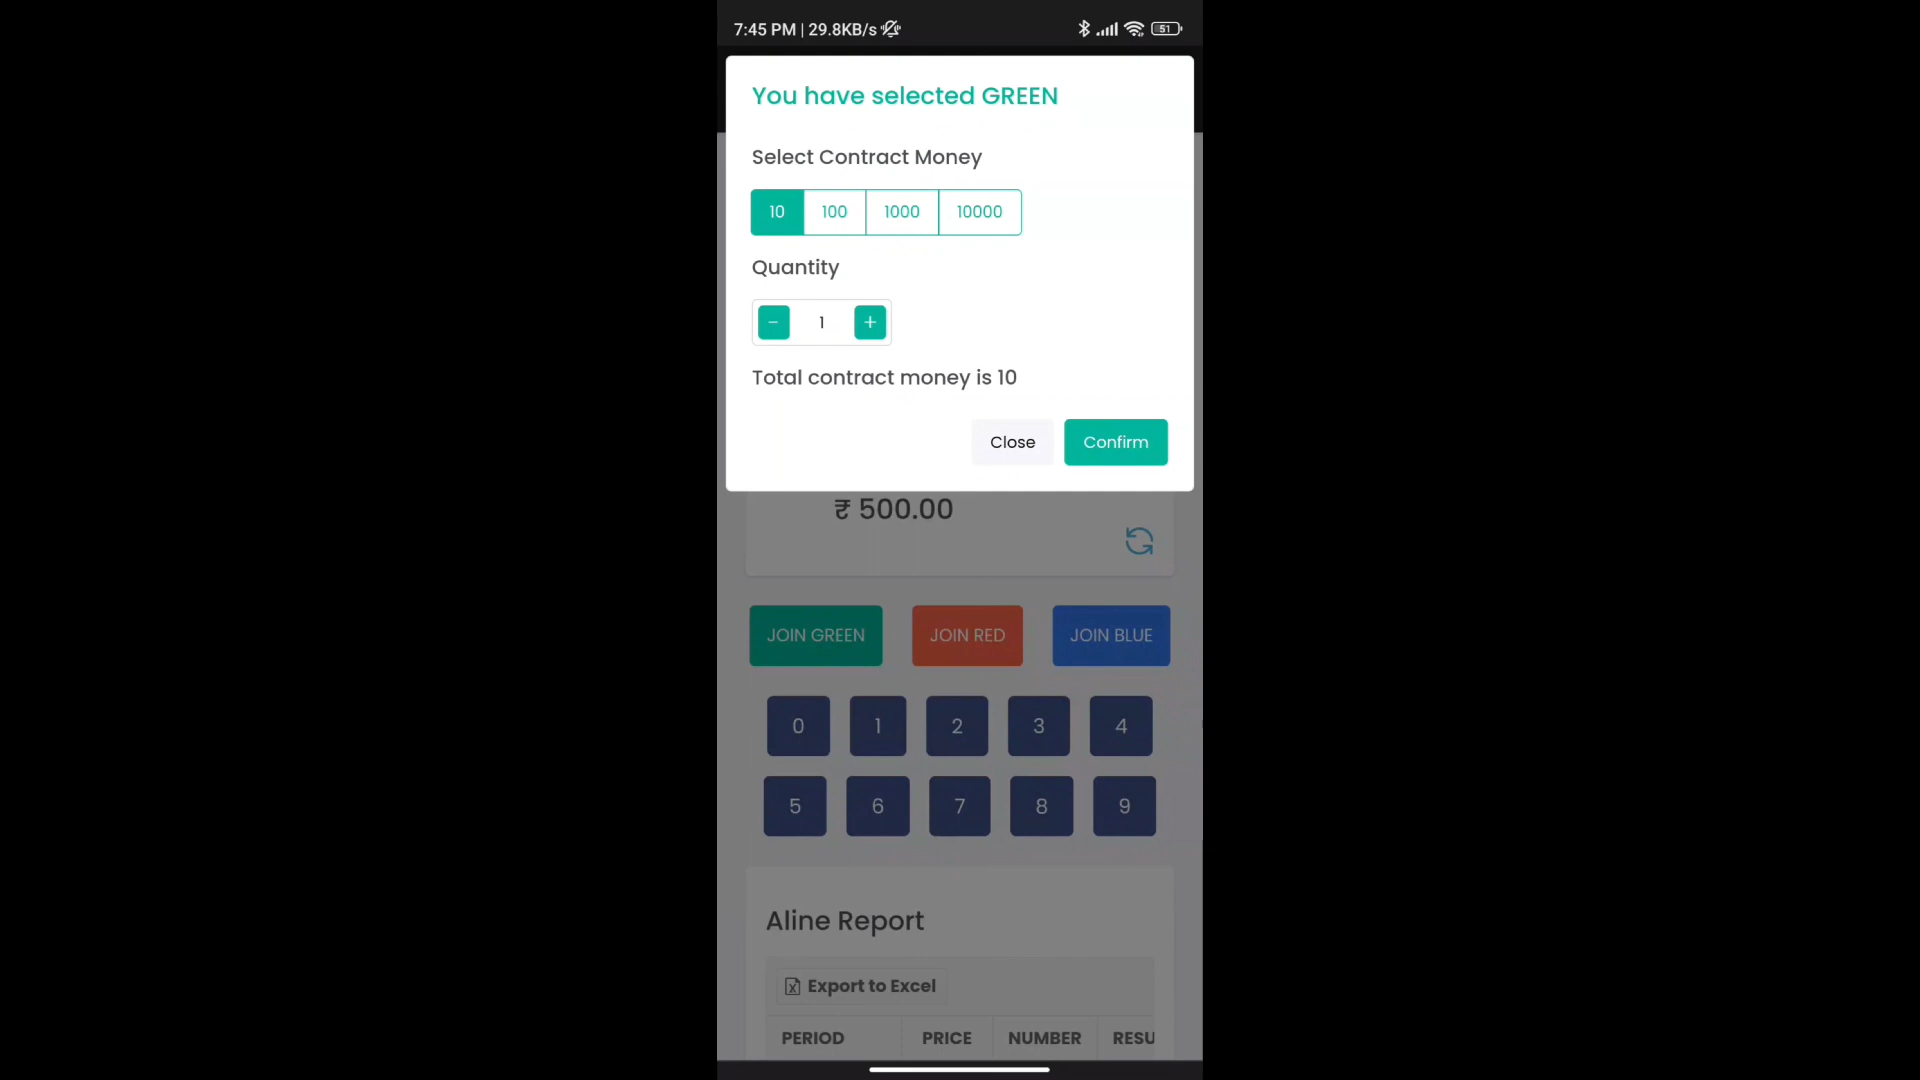 7:45 PM | 29.8KB/s
51
You have selected GREEN
Select Contract Money
10 100 1000 10000
Quantity
− 1 +
Total contract money is 10
Close Confirm
₹ 500.00
JOIN GREEN JOIN RED JOIN BLUE
0 1 2 3 4
5 6 7 8 9
Aline Report
Export to Excel
PERIOD PRICE NUMBER RESU